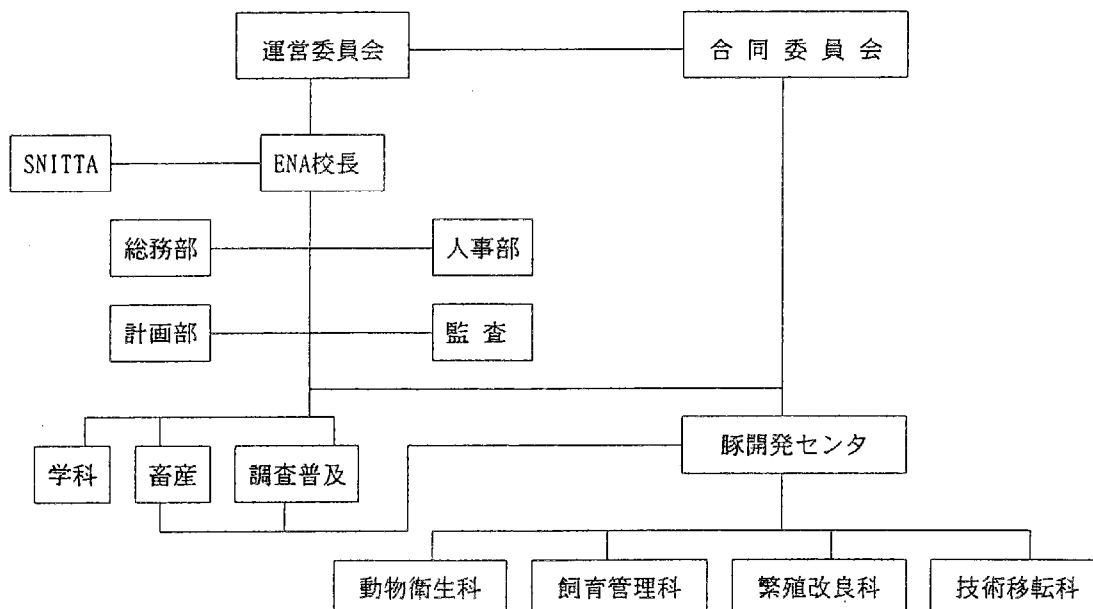 運営委員会
合同委員会
SNITTA
ENA校長
総務部
人事部
計画部
監査
学科
畜産
調査普及
豚開発センタ
動物衛生科
飼育管理科
繁殖改良科
技術移転科